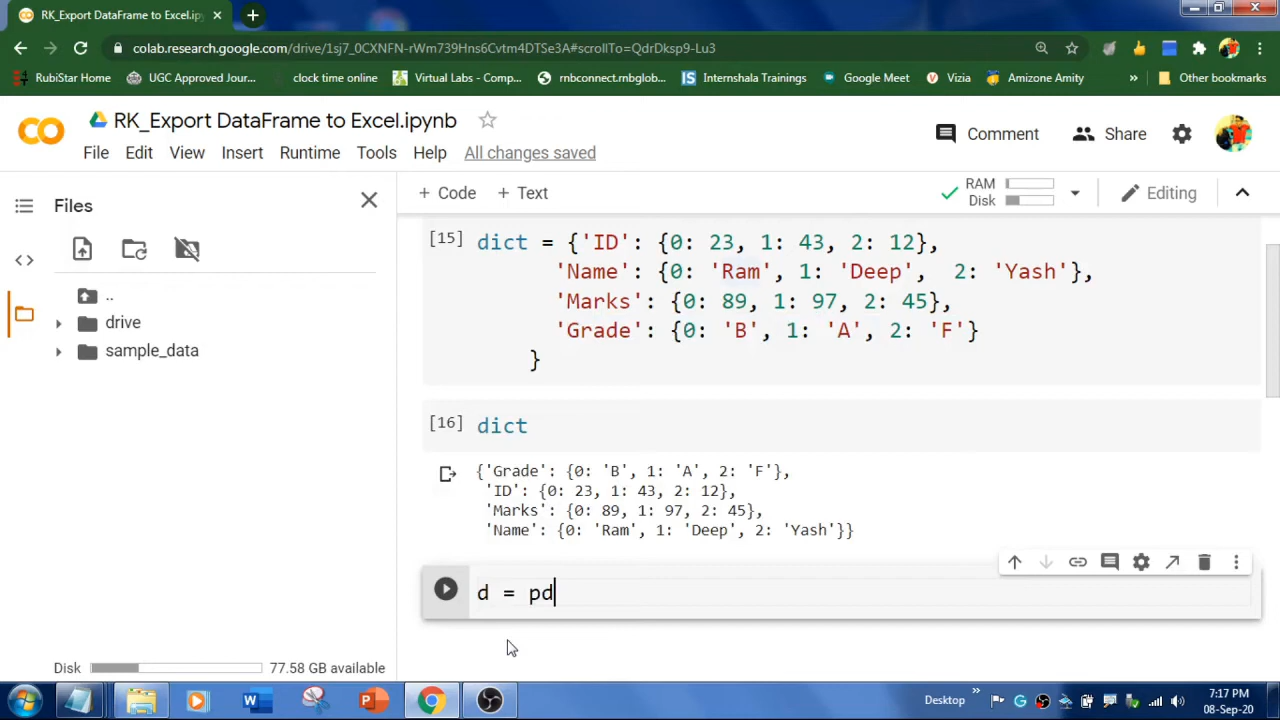 RK_Export DataFrame to Excel.ipy
colab.research.google.com/drive/1sj7_0CXNFN-rWm739Hns6Cvtm4DTSe3A#scrollTo=QdrDksp9-Lu3
RubiStar Home
UGC Approved Jour...
clock time online
Virtual Labs - Comp...
rnbconnect.rnbglob...
Internshala Trainings
Google Meet
Vizia
Amizone Amity
»
Other bookmarks
RK_Export DataFrame to Excel.ipynb
Comment
Share
File Edit View Insert Runtime Tools Help All changes saved
Files
+ Code + Text
RAM
Disk
Editing
..
drive
sample_data
[15] dict = {'ID': {0: 23, 1: 43, 2: 12},
'Name': {0: 'Ram', 1: 'Deep', 2: 'Yash'},
'Marks': {0: 89, 1: 97, 2: 45},
'Grade': {0: 'B', 1: 'A', 2: 'F'}
}
[16] dict
{'Grade': {0: 'B', 1: 'A', 2: 'F'},
'ID': {0: 23, 1: 43, 2: 12},
'Marks': {0: 89, 1: 97, 2: 45},
'Name': {0: 'Ram', 1: 'Deep', 2: 'Yash'}}
d = pd
Disk
77.58 GB available
Desktop »
7:17 PM
08-Sep-20